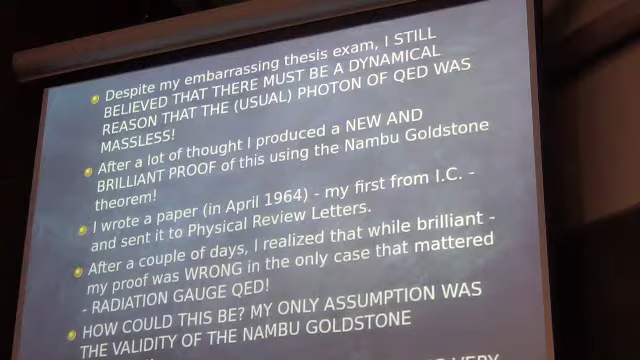 Despite my embarrassing thesis exam, I STILL
BELIEVED THAT THERE MUST BE A DYNAMICAL
REASON THAT THE (USUAL) PHOTON OF QED WAS
MASSLESS!
After a lot of thought I produced a NEW AND
BRILLIANT PROOF of this using the Nambu Goldstone
theorem!
I wrote a paper (in April 1964) - my first from I.C. -
and sent it to Physical Review Letters.
After a couple of days, I realized that while brilliant -
my proof was WRONG in the only case that mattered
- RADIATION GAUGE QED!
HOW COULD THIS BE? MY ONLY ASSUMPTION WAS
THE VALIDITY OF THE NAMBU GOLDSTONE
VERY